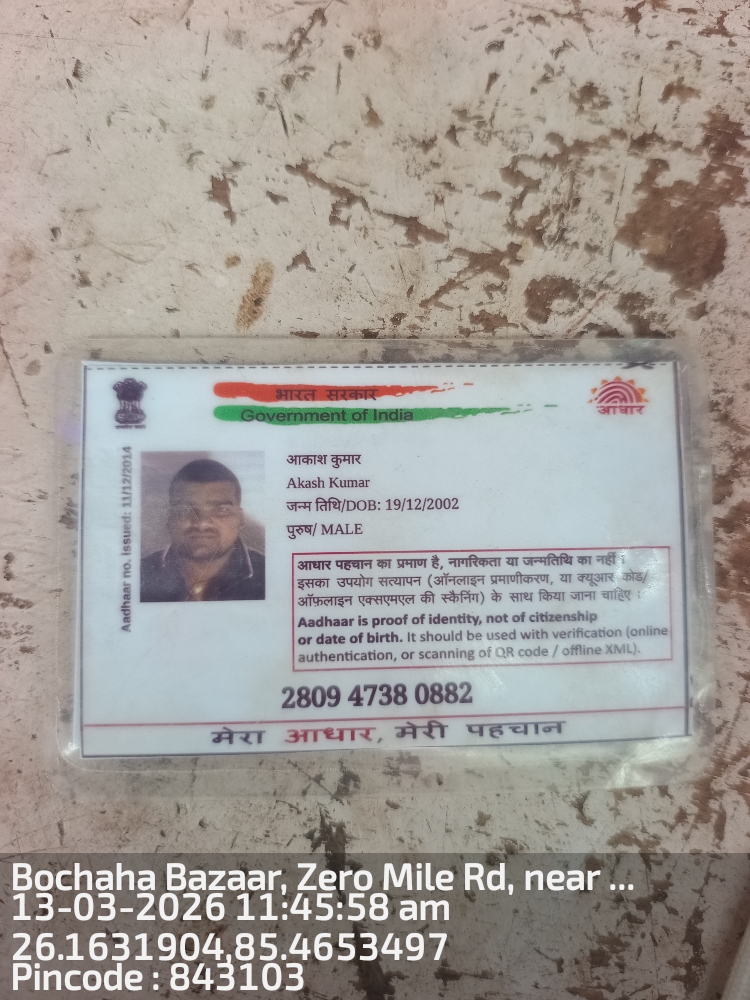 भारत सरकार
Government of India
आधार
Aadhaar no. issued: 11/12/2014
आकाश कुमार
Akash Kumar
जन्म तिथि/DOB: 19/12/2002
पुरुष/ MALE
आधार पहचान का प्रमाण है, नागरिकता या जन्मतिथि का नहीं ।
इसका उपयोग सत्यापन (ऑनलाइन प्रमाणीकरण, या क्यूआर कोड/
ऑफ़लाइन एक्सएमएल की स्कैनिंग) के साथ किया जाना चाहिए ।
Aadhaar is proof of identity, not of citizenship
or date of birth. It should be used with verification (online
authentication, or scanning of QR code / offline XML).
2809 4738 0882
मेरा आधार, मेरी पहचान
Bochaha Bazaar, Zero Mile Rd, near ...
13-03-2026 11:45:58 am
26.1631904,85.4653497
Pincode : 843103